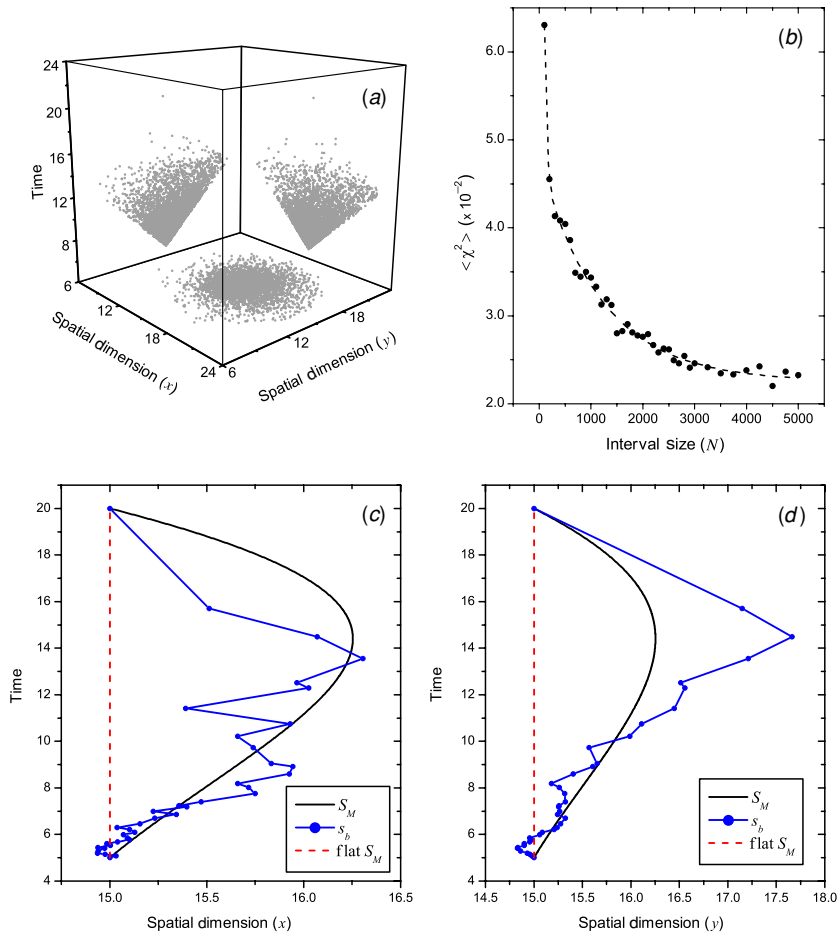 (a)
24
20
16
12
8
6
Time
12
18
24
6
12
18
Spatial dimension (x)
Spatial dimension (y)
(b)
6.0
5.0
4.0
3.0
2.0
<χ²> (x 10⁻²)
0
1000
2000
3000
4000
5000
Interval size (N)
(c)
20
18
16
14
12
10
8
6
4
Time
S_M
s_b
flat S_M
15.0
15.5
16.0
16.5
Spatial dimension (x)
(d)
20
18
16
14
12
10
8
6
4
Time
S_M
s_b
flat S_M
14.5
15.0
15.5
16.0
16.5
17.0
17.5
18.0
Spatial dimension (y)